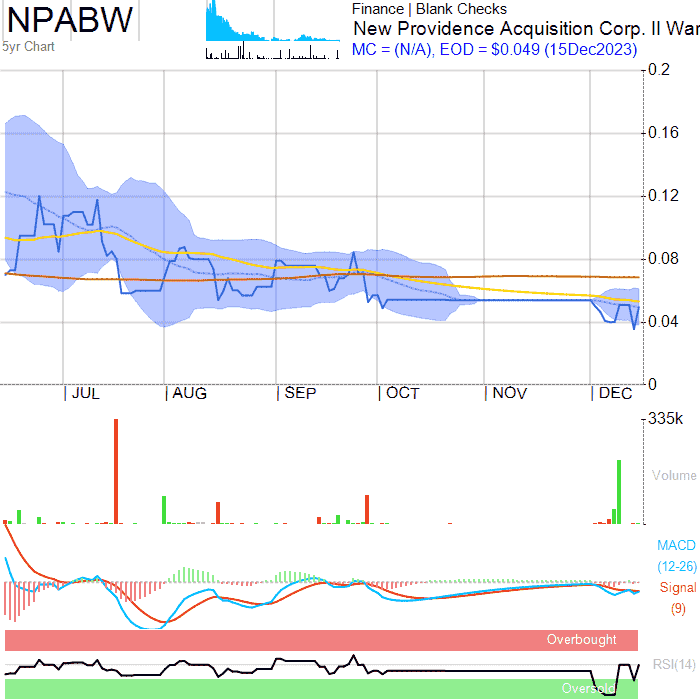 NPABW
5yr Chart
Finance | Blank Checks
New Providence Acquisition Corp. II War
MC = (N/A), EOD = $0.049 (15Dec2023)
0.2
0.16
0.12
0.08
0.04
0
JUL AUG SEP OCT NOV DEC
335k
Volume
MACD
(12-26)
Signal
(9)
Overbought
RSI(14)
Oversold